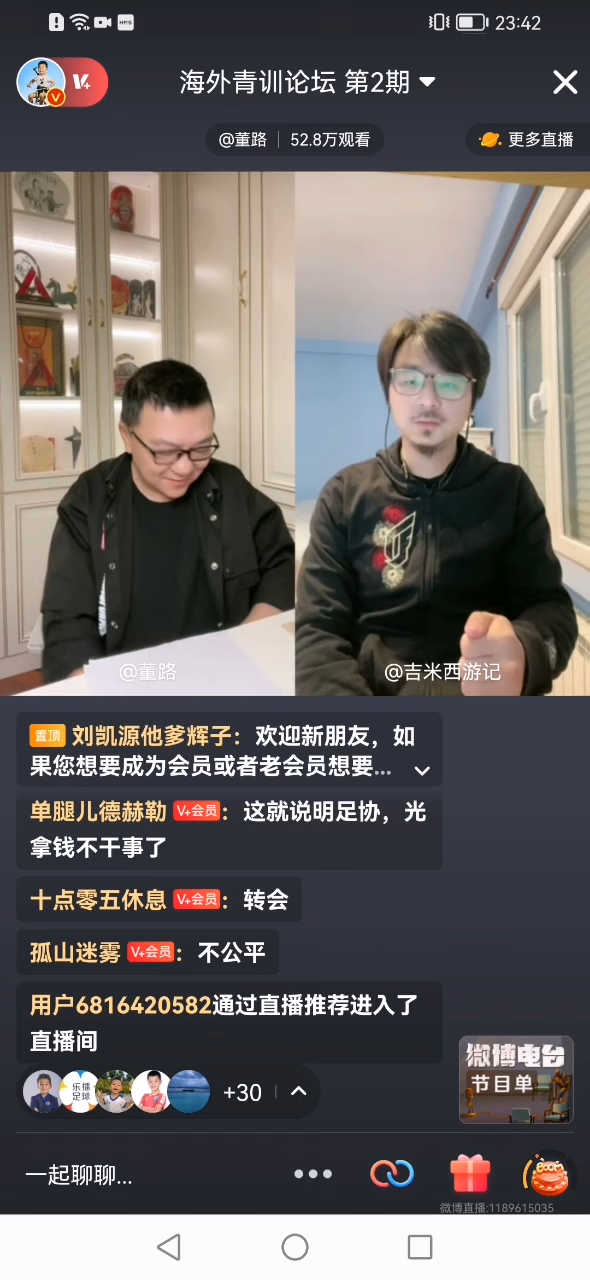 HMS
23:42
V+
V
海外青训论坛 第2期
@董路 52.8万观看
更多直播
@董路
@吉米西游记
置顶 刘凯源他爹辉子：欢迎新朋友，如
果您想要成为会员或者老会员想要...
单腿儿德赫勒 V+会员：这就说明足协，光
拿钱不干事了
十点零五休息 V+会员：转会
孤山迷雾 V+会员：不公平
用户6816420582通过直播推荐进入了
直播间
乐播
足球
+30
微博电台
节目单
一起聊聊...
微博直播:1189615035